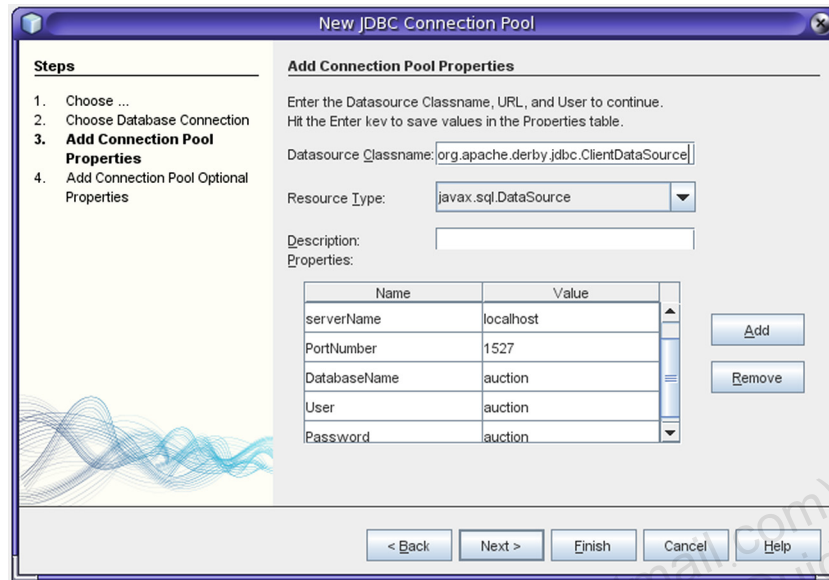 New JDBC Connection Pool
Steps
1. Choose ...
2. Choose Database Connection
3. Add Connection Pool
Properties
4. Add Connection Pool Optional
Properties
Add Connection Pool Properties
Enter the Datasource Classname, URL, and User to continue.
Hit the Enter key to save values in the Properties table.
Datasource Classname: org.apache.derby.jdbc.ClientDataSource
Resource Type: javax.sql.DataSource
Description:
Properties:
Name Value
serverName localhost
PortNumber 1527
DatabaseName auction
User auction
Password auction
Add
Remove
< Back Next > Finish Cancel Help
mail.com)